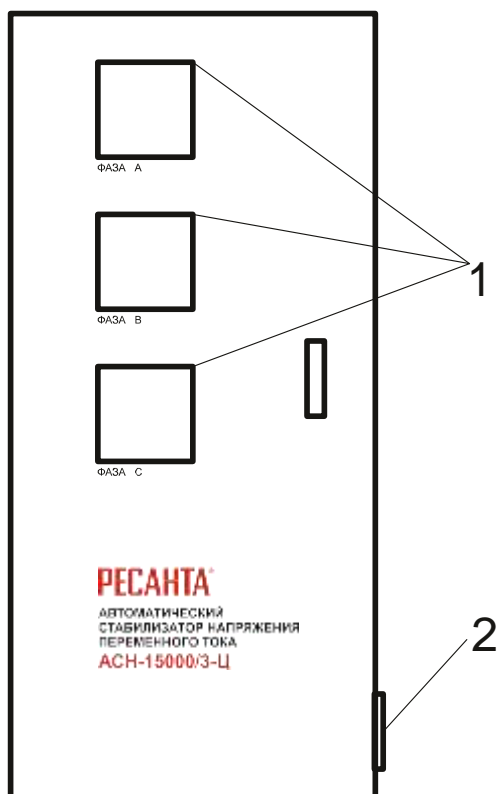 ФАЗА А
ФАЗА В
1
ФАЗА С
РЕСАНТА®
АВТОМАТИЧЕСКИЙ
СТАБИЛИЗАТОР НАПРЯЖЕНИЯ
ПЕРЕМЕННОГО ТОКА
АСН-15000/3-Ц
2